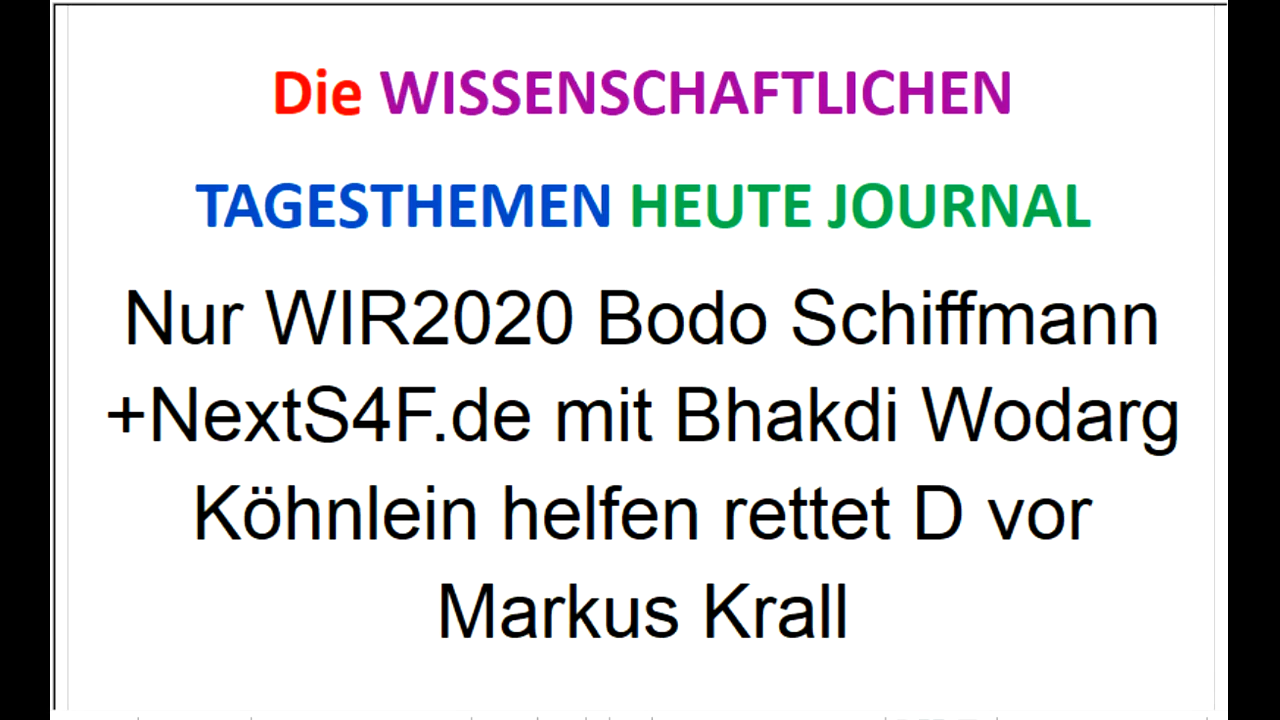 Die WISSENSCHAFTLICHEN
TAGESTHEMEN HEUTE JOURNAL
Nur WIR2020 Bodo Schiffmann
+NextS4F.de mit Bhakdi Wodarg
Köhnlein helfen rettet D vor
Markus Krall